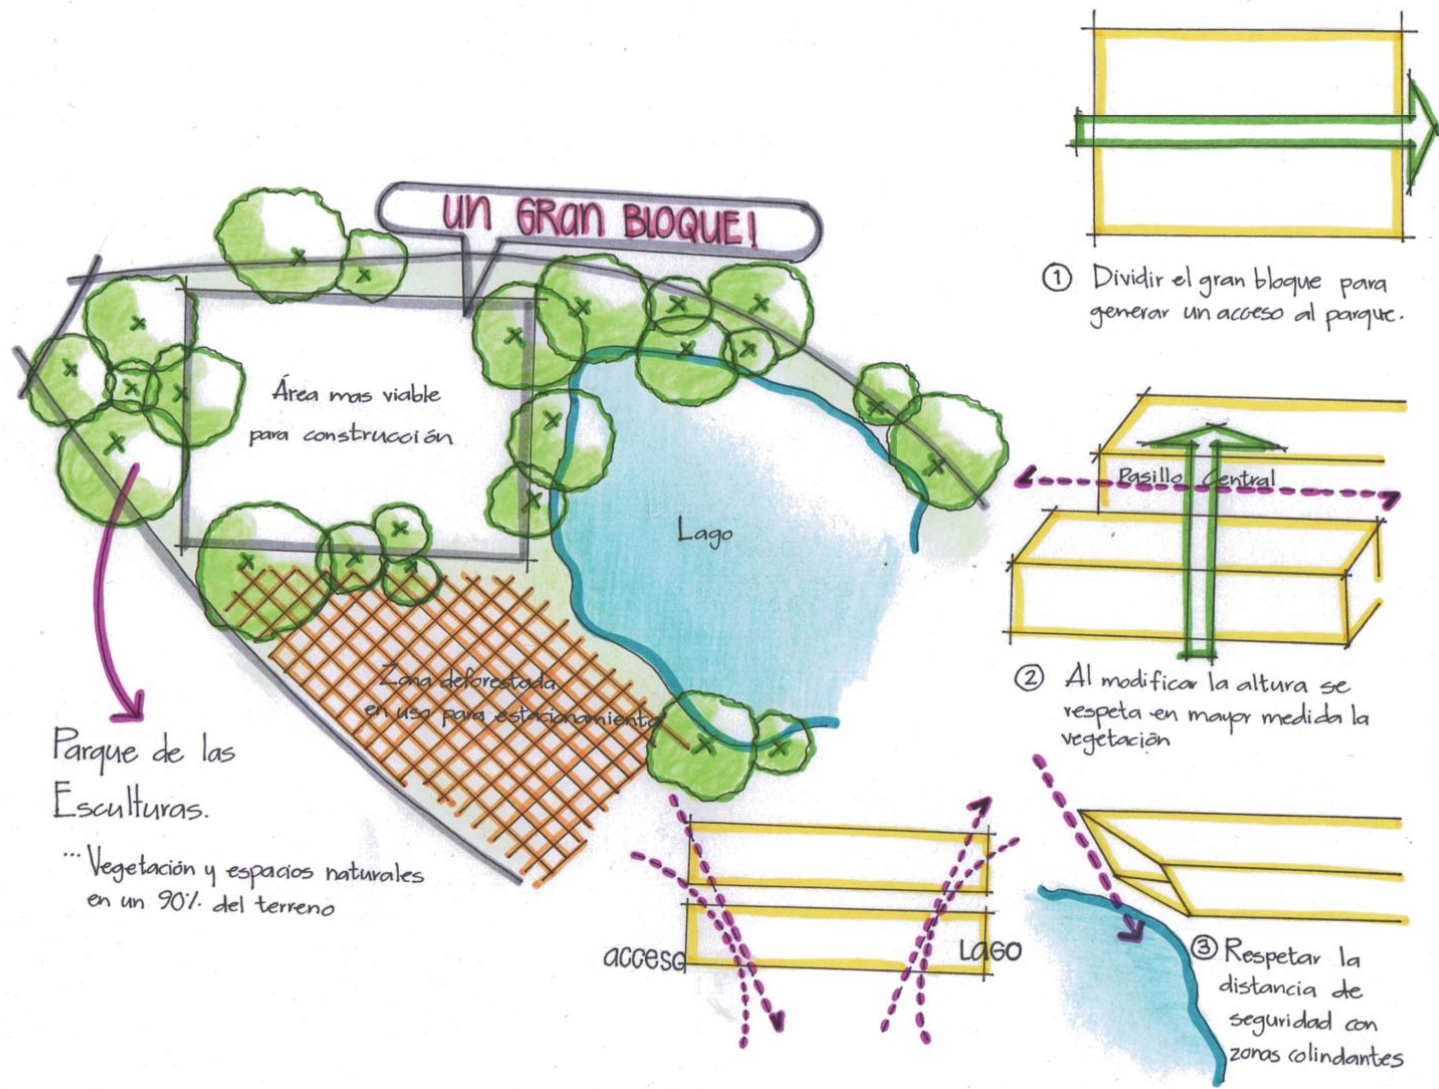 UN GRAN BLOQUE!
Área mas viable
para construcción
Lago
Zona deforestada
en uso para estacionamiento
Parque de las
Esculturas.
... Vegetación y espacios naturales
en un 90% del terreno
① Dividir el gran bloque para
generar un acceso al parque.
Pasillo Central
② Al modificar la altura se
respeta en mayor medida la
vegetación
acceso
LAGO
③ Respetar la
distancia de
seguridad con
zonas colindantes